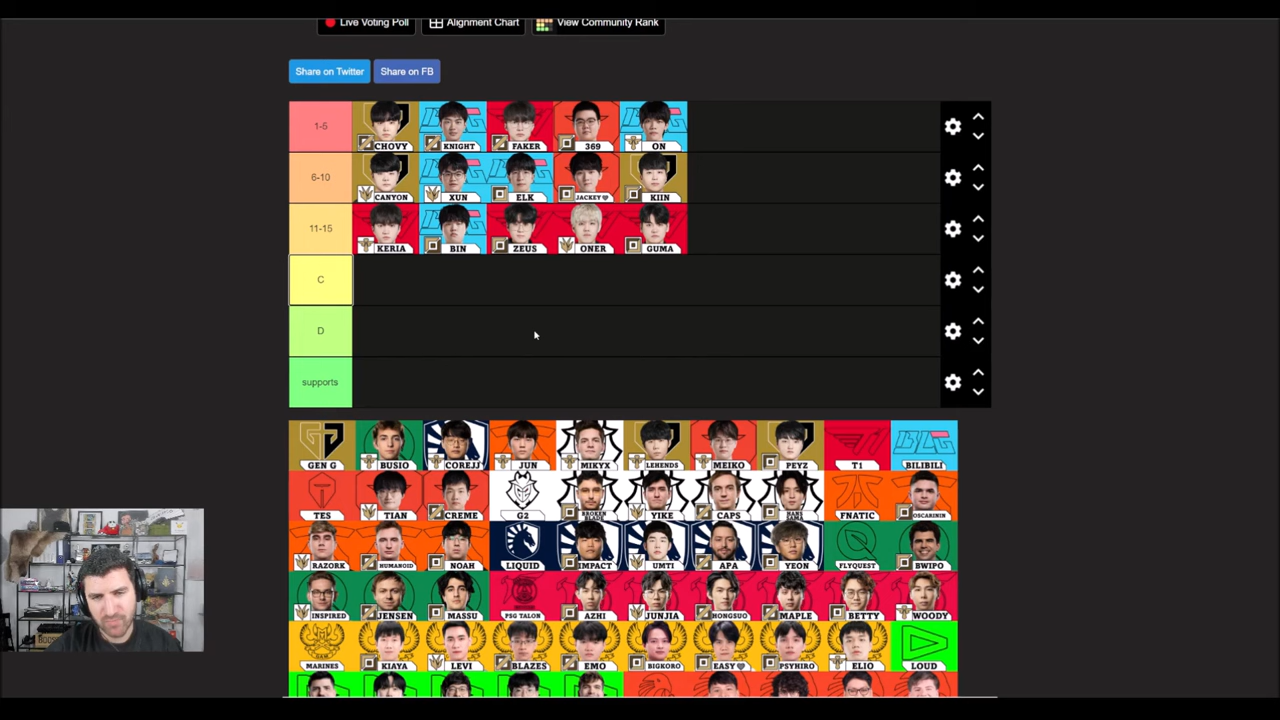 Live Voting Poll Alignment Chart View Community Rank
Share on Twitter Share on FB
1-5 CHOVY KNIGHT FAKER 369 ON
6-10 CANYON XUN ELK JACKEY🤍 KIIN
11-15 KERIA BIN ZEUS ONER GUMA
C
D
supports
GEN G BUSIO COREJJ JUN MIKYX LEHENDS MEIKO PEYZ T1 BILIBILI
TES TIAN CREME G2 BROKEN BLADE YIKE CAPS HANS SAMA FNATIC OSCARININ
RAZORK HUMANOID NOAH LIQUID IMPACT UMTI APA YEON FLYQUEST BWIPO
INSPIRED JENSEN MASSU PSG TALON AZHI JUNJIA HONGSUO MAPLE BETTY WOODY
MARINES KIAYA LEVI BLAZES EMO BIGKORO EASY🤍 PSYHIRO ELIO LOUD